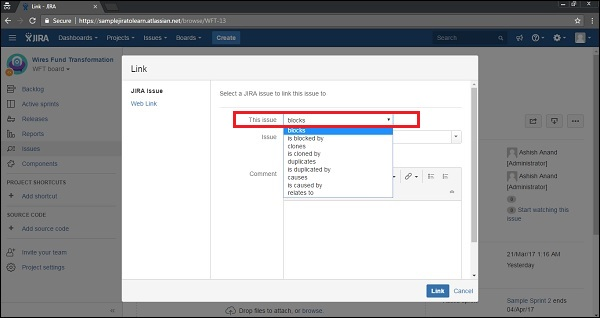 Link - JIRA
Secure https://samplejiratolearn.atlassian.net/browse/WFT-13
JIRA Dashboards Projects Issues Boards Create
Wires Fund Transformation
WFT board
Backlog
Active sprints
Releases
Reports
Issues
Components
PROJECT SHORTCUTS
Add shortcut
SOURCE CODE
Add source code
Invite your team
Project settings
Link
JIRA Issue
Web Link
Select a JIRA issue to link this issue to
This issue blocks
blocks
is blocked by
clones
is cloned by
duplicates
is duplicated by
causes
is caused by
relates to
Issue
Comment
Link Cancel
Ashish Anand
[Administrator]
Ashish Anand
[Administrator]
0
Start watching this
issue
21/Mar/17 1:16 AM
Yesterday
Sample Sprint 2 ends
04/Apr/17
Drop files to attach, or browse.